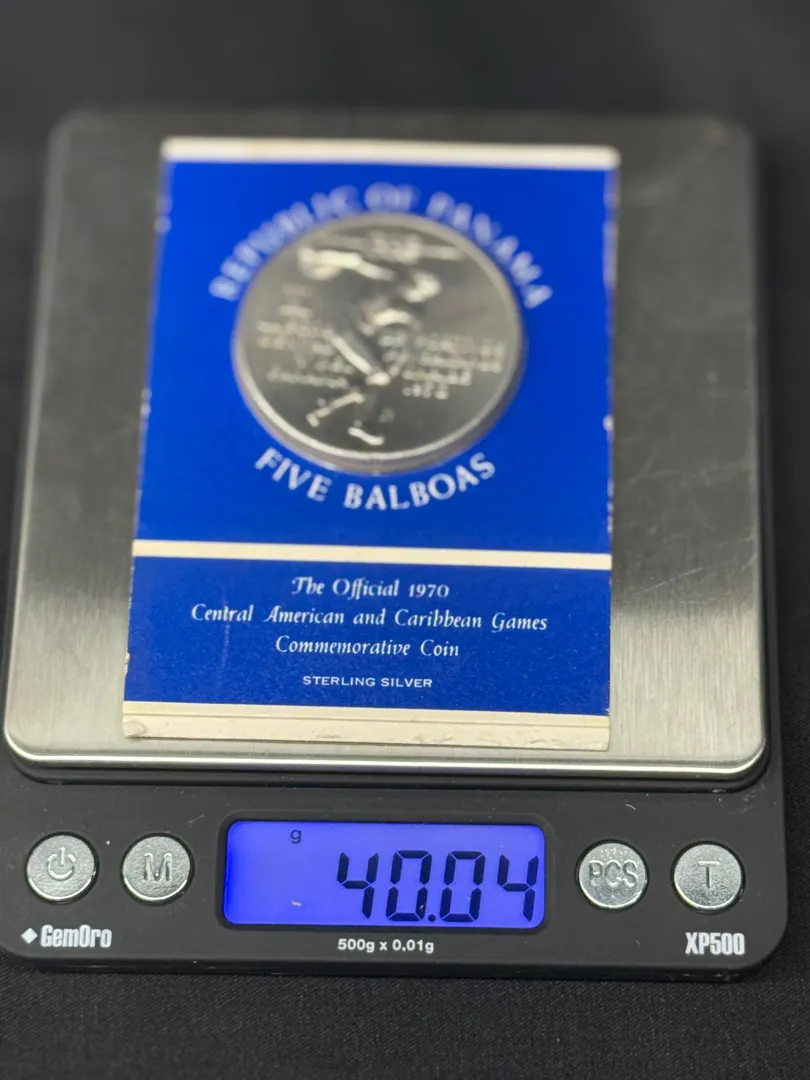 REPUBLIC OF PANAMA
FIVE BALBOAS
The Official 1970
Central American and Caribbean Games
Commemorative Coin
STERLING SILVER
g
40.04
M
PCS
T
GemOro
500g x 0,01g
XP500